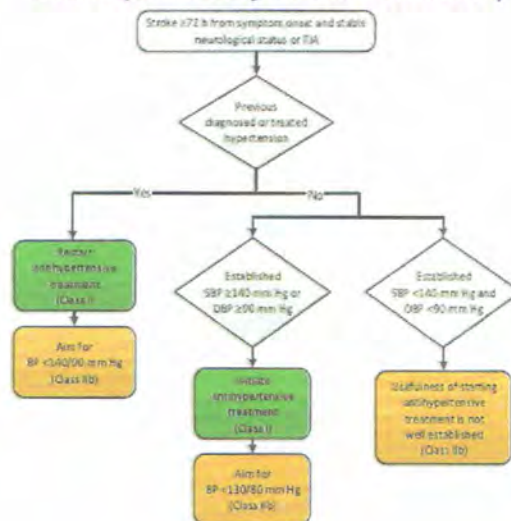 Stroke ≥72 h from symptom onset and stable
neurological status or TIA
Previous
diagnosed or treated
hypertension
Yes
No
Restart
antihypertensive
treatment
(Class I)
Aim for
BP <140/90 mm Hg
(Class IIb)
Established
SBP ≥140 mm Hg or
DBP ≥90 mm Hg
Initiate
antihypertensive
treatment
(Class I)
Aim for
BP <130/80 mm Hg
(Class IIb)
Established
SBP <140 mm Hg and
DBP <90 mm Hg
Usefulness of starting
antihypertensive
treatment is not
well established
(Class IIb)